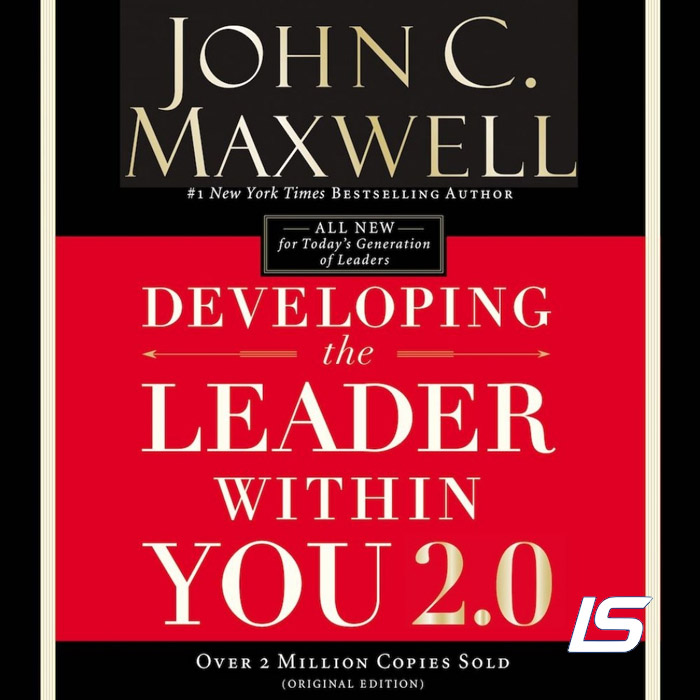 JOHN C.
MAXWELL
#1 New York Times BESTSELLING AUTHOR
ALL NEW
for Today's Generation
of Leaders
DEVELOPING
the
LEADER
WITHIN
YOU 2.0
LS
OVER 2 MILLION COPIES SOLD
(ORIGINAL EDITION)